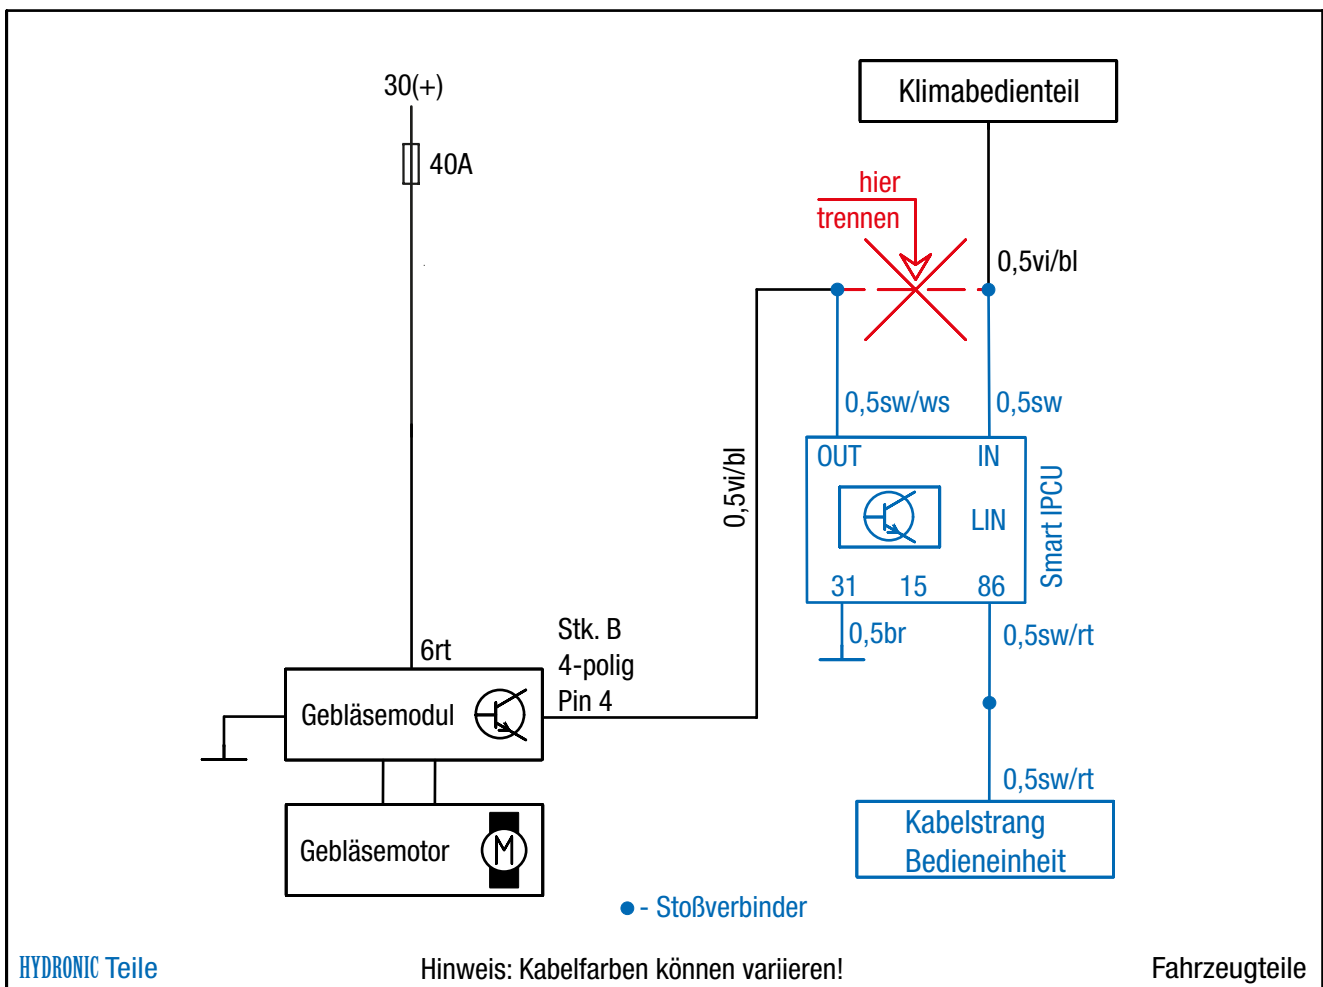 30(+)
40A
Klimabedienteil
hier
trennen
0,5vi/bl
0,5sw/ws
0,5sw
OUT
IN
LIN
31
15
86
Smart IPCU
0,5vi/bl
0,5br
0,5sw/rt
6rt
Stk. B
4-polig
Pin 4
Gebläsemodul
0,5sw/rt
Kabelstrang
Bedieneinheit
Gebläsemotor
M
- Stoßverbinder
HYDRONIC Teile
Hinweis: Kabelfarben können variieren!
Fahrzeugteile